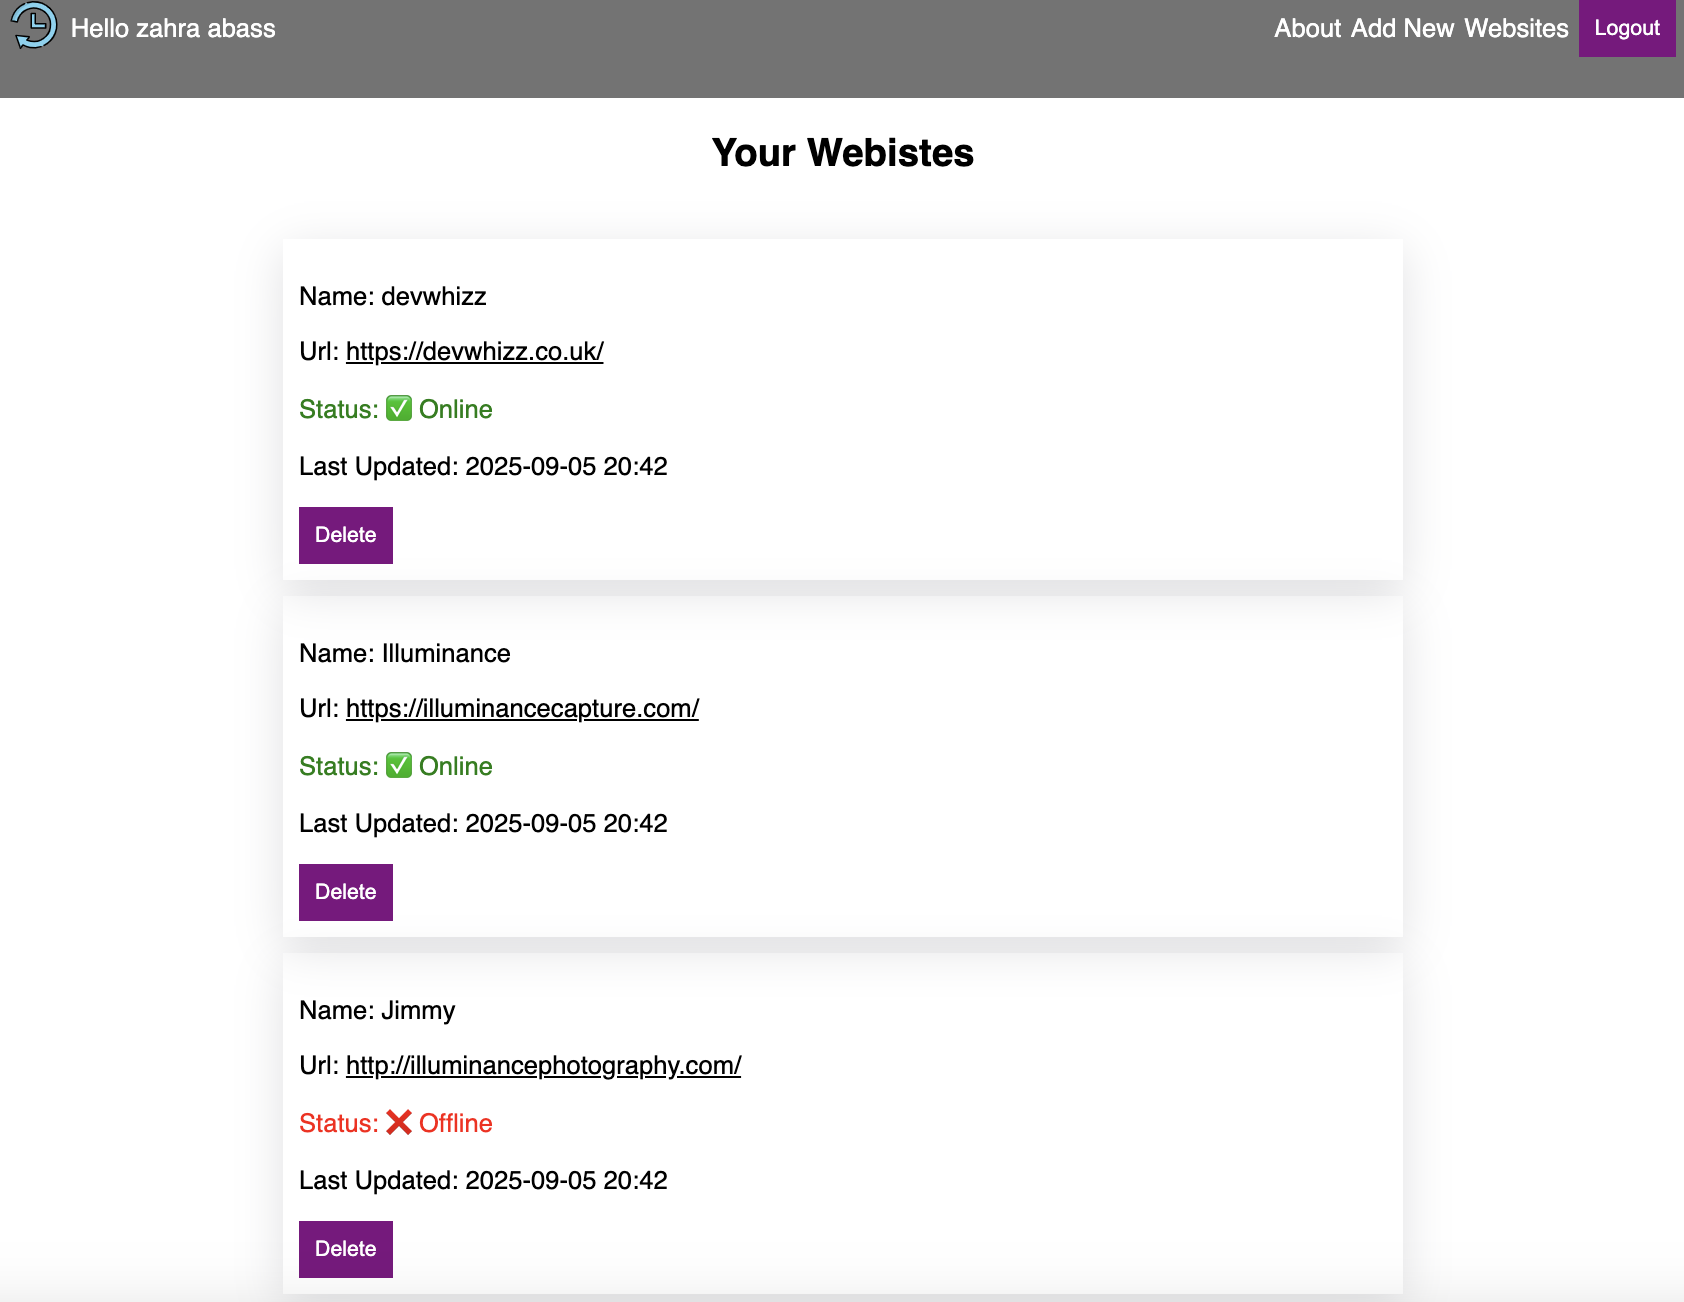 Hello zahra abass
About Add New Websites Logout
Your Webistes
Name: devwhizz
Url: https://devwhizz.co.uk/
Status: ✅ Online
Last Updated: 2025-09-05 20:42
Delete
Name: Illuminance
Url: https://illuminancecapture.com/
Status: ✅ Online
Last Updated: 2025-09-05 20:42
Delete
Name: Jimmy
Url: http://illuminancephotography.com/
Status: ❌ Offline
Last Updated: 2025-09-05 20:42
Delete